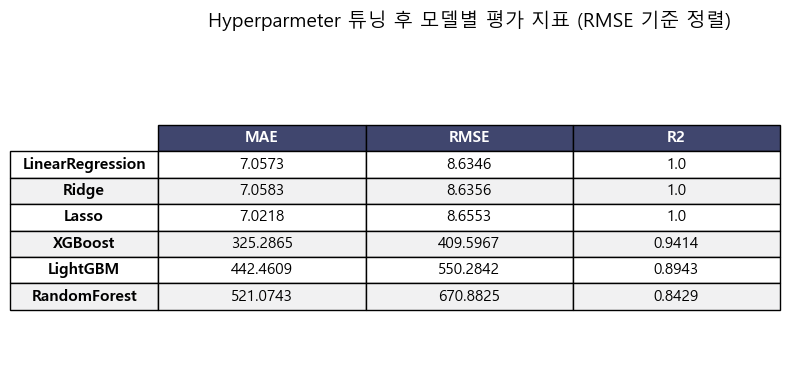 Hyperparmeter 튜닝 후 모델별 평가 지표 (RMSE 기준 정렬)
MAE RMSE R2
LinearRegression 7.0573 8.6346 1.0
Ridge 7.0583 8.6356 1.0
Lasso 7.0218 8.6553 1.0
XGBoost 325.2865 409.5967 0.9414
LightGBM 442.4609 550.2842 0.8943
RandomForest 521.0743 670.8825 0.8429